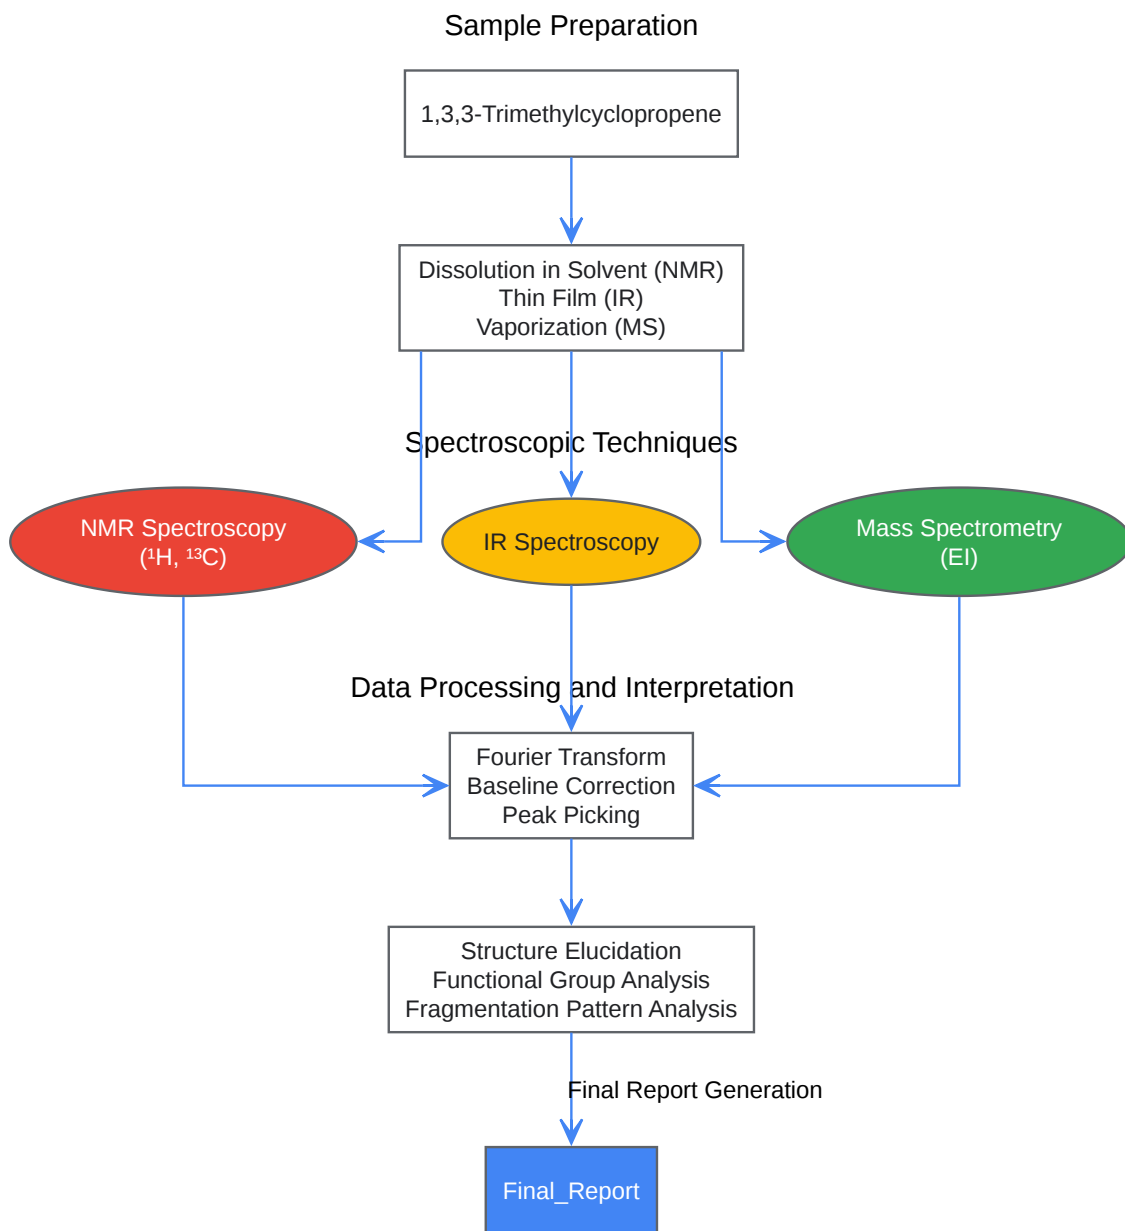 Sample Preparation
1,3,3-Trimethylcyclopropene
Dissolution in Solvent (NMR)
Thin Film (IR)
Vaporization (MS)
Spectroscopic Techniques
NMR Spectroscopy
(¹H, ¹³C)
IR Spectroscopy
Mass Spectrometry
(EI)
Data Processing and Interpretation
Fourier Transform
Baseline Correction
Peak Picking
Structure Elucidation
Functional Group Analysis
Fragmentation Pattern Analysis
Final Report Generation
Final_Report